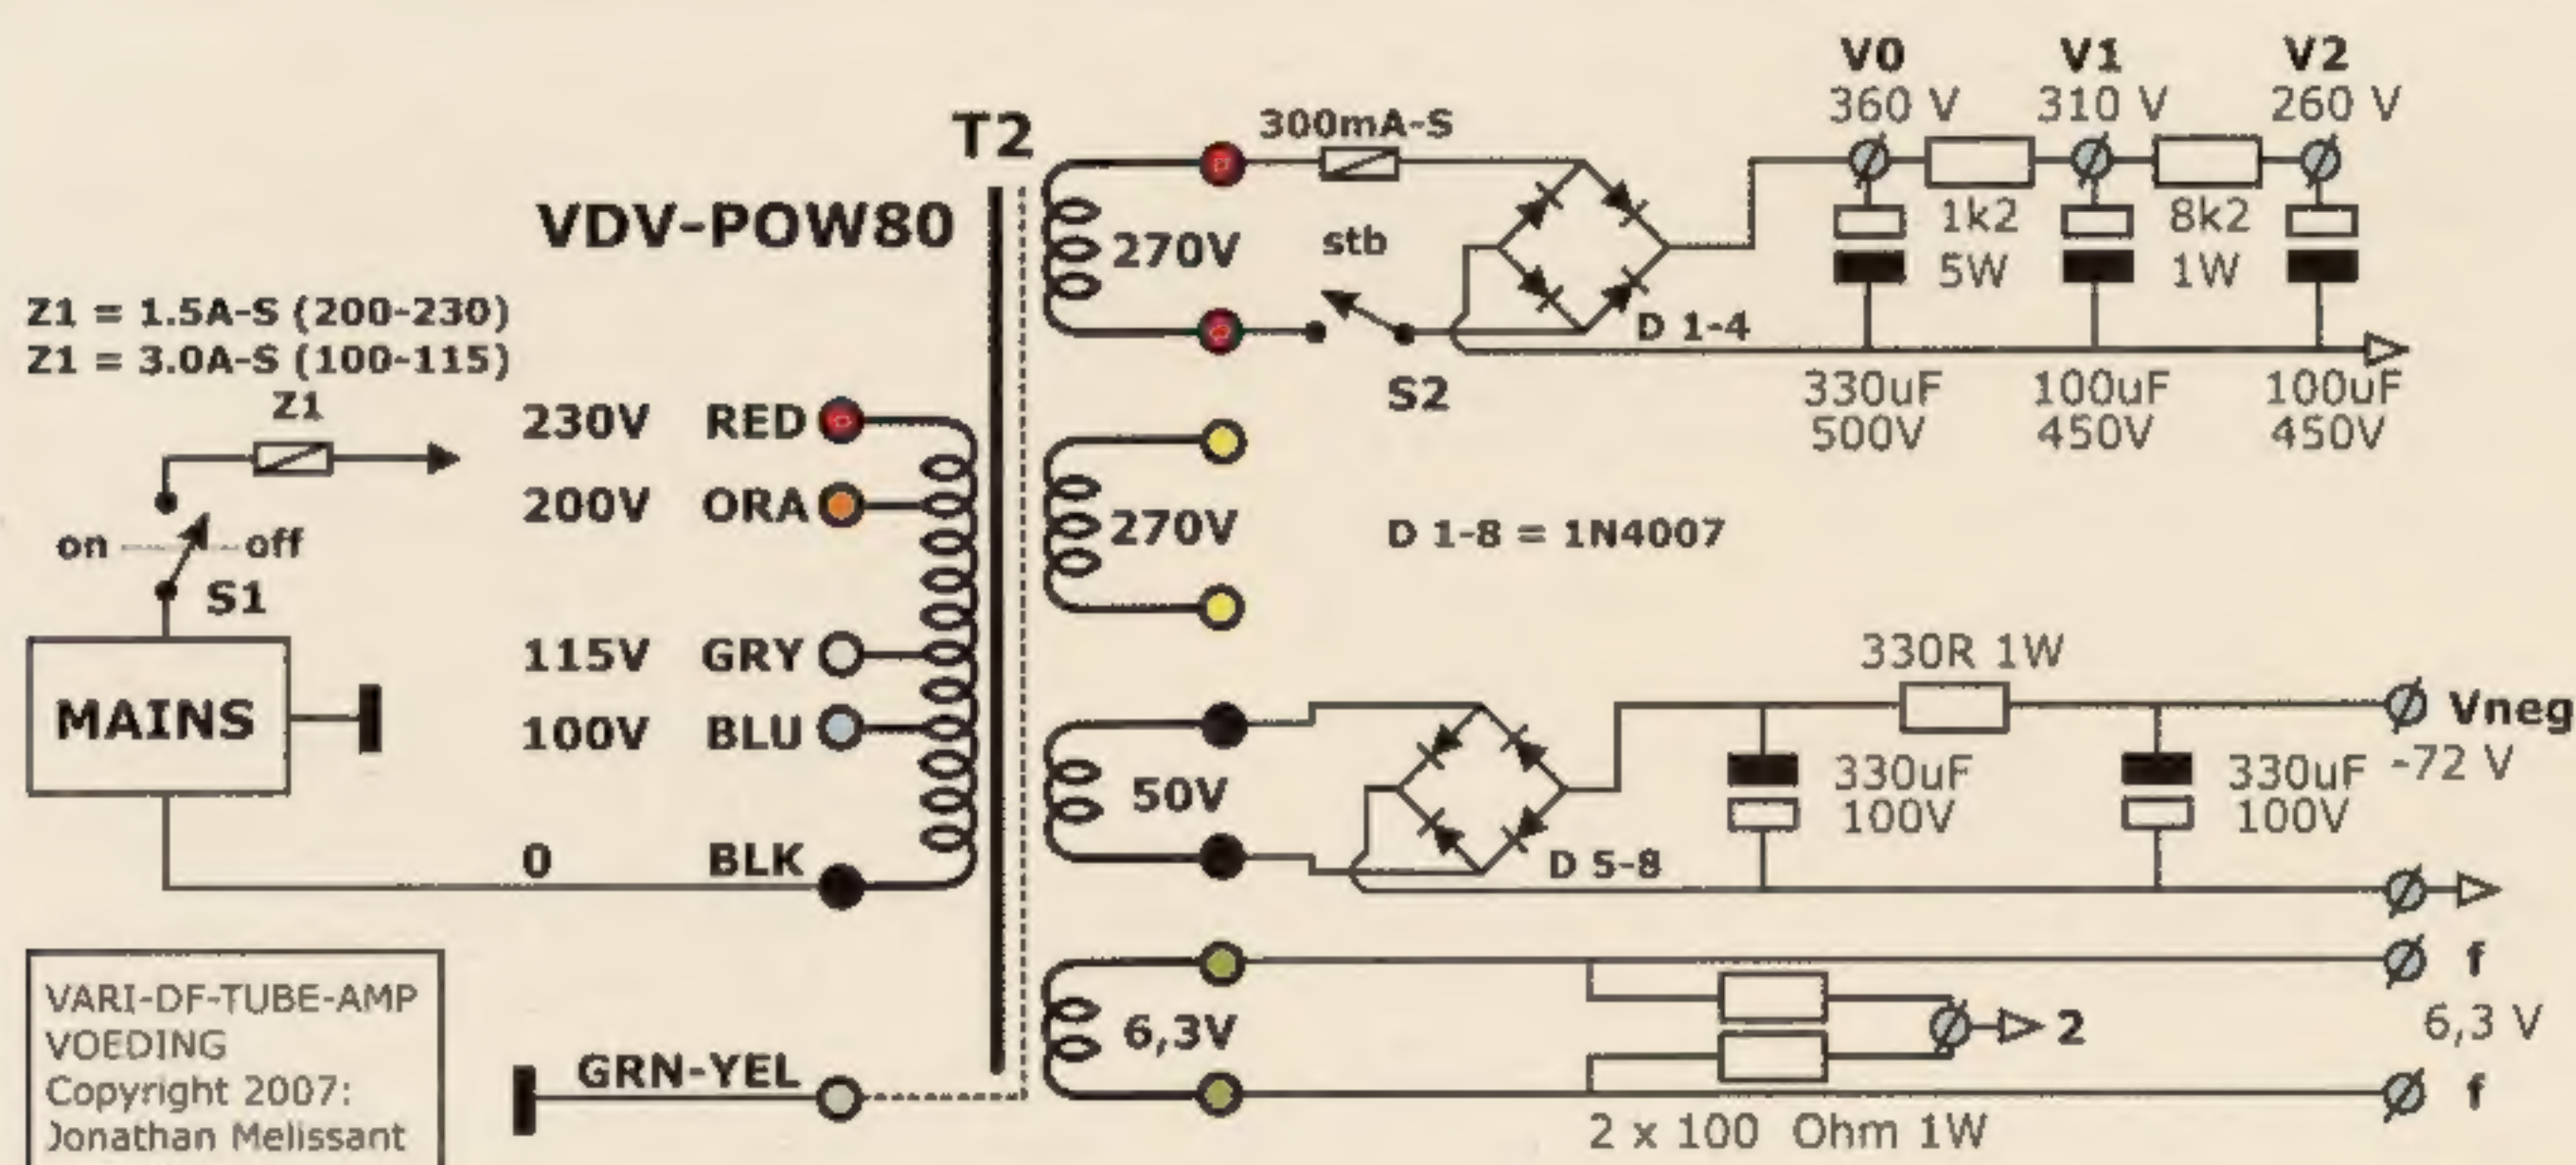 V0 V1 V2
360 V 310 V 260 V
T2
300mA-S
VDV-POW80
270V
stb
1k2
5W
8k2
1W
D 1-4
S2
330uF
500V
100uF
450V
100uF
450V
Z1 = 1.5A-S (200-230)
Z1 = 3.0A-S (100-115)
Z1
on off
S1
MAINS
230V RED
200V ORA
115V GRY
100V BLU
0 BLK
GRN-YEL
270V
D 1-8 = 1N4007
50V
D 5-8
330R 1W
330uF
100V
330uF
100V
Vneg
-72 V
6,3V
2
f
6,3 V
f
2 x 100 Ohm 1W
VARI-DF-TUBE-AMP
VOEDING
Copyright 2007:
Jonathan Melissant